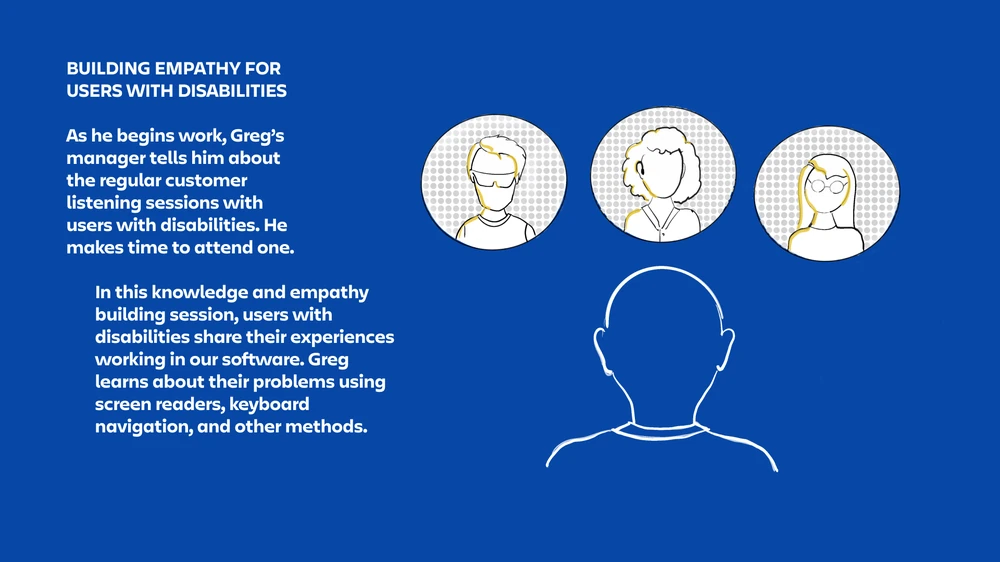 BUILDING EMPATHY FOR
USERS WITH DISABILITIES
As he begins work, Greg’s
manager tells him about
the regular customer
listening sessions with
users with disabilities. He
makes time to attend one.
In this knowledge and empathy
building session, users with
disabilities share their experiences
working in our software. Greg
learns about their problems using
screen readers, keyboard
navigation, and other methods.